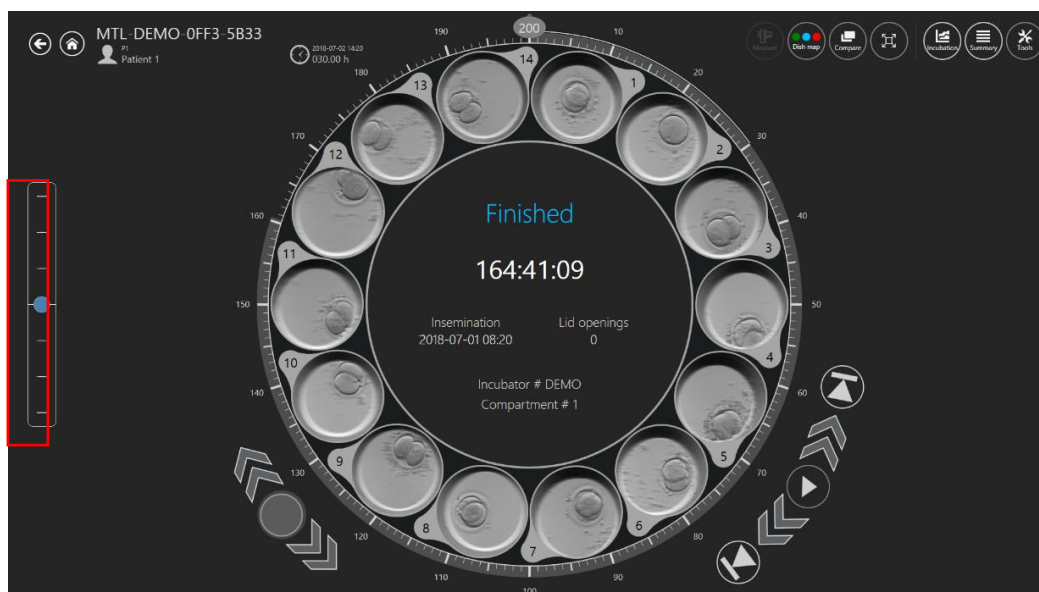 MTL-DEMO-0FF3-5B33
P1
Patient 1
2018-07-02 14:20
030.00 h
Measure
Dish map
Compare
Incubation
Summary
Tools
200
10
20
30
40
50
60
70
80
90
100
110
120
130
140
150
160
170
180
190
1
2
3
4
5
6
7
8
9
10
11
12
13
14
Finished
164:41:09
Insemination
2018-07-01 08:20
Lid openings
0
Incubator # DEMO
Compartment # 1